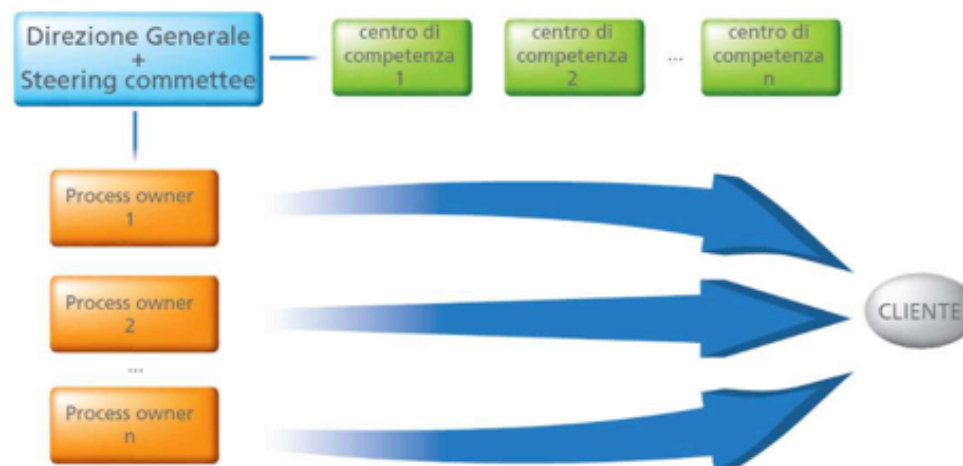 Direzione Generale
+
Steering commettee
centro di
competenza
1
centro di
competenza
2
...
centro di
competenza
n
Process owner
1
Process owner
2
...
Process owner
n
CLIENTE